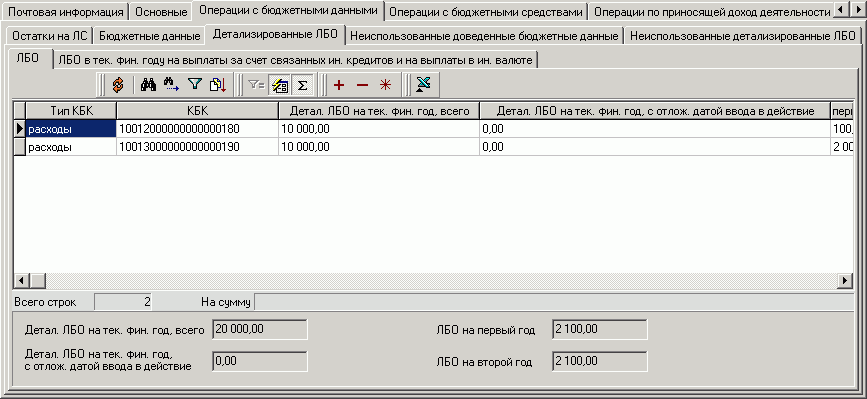 Почтовая информация Основные Операции с бюджетными данными Операции с бюджетными средствами Операции по приносящей доход деятельности
Остатки на ЛС Бюджетные данные Детализированные ЛБО Неиспользованные доведенные бюджетные данные Неиспользованные детализированные ЛБО
ЛБО ЛБО в тек. фин. году на выплаты за счет связанных ин. кредитов и на выплаты в ин. валюте
Тип КБК КБК Детал. ЛБО на тек. фин. год, всего Детал. ЛБО на тек. фин. год, с отлож. датой ввода в действие перв
расходы 10012000000000000180 10 000,00 0,00 100,
расходы 10013000000000000190 10 000,00 0,00 2 00
Всего строк 2 На сумму
Детал. ЛБО на тек. фин. год, всего 20 000,00 ЛБО на первый год 2 100,00
Детал. ЛБО на тек. фин. год,
с отлож. датой ввода в действие 0,00 ЛБО на второй год 2 100,00